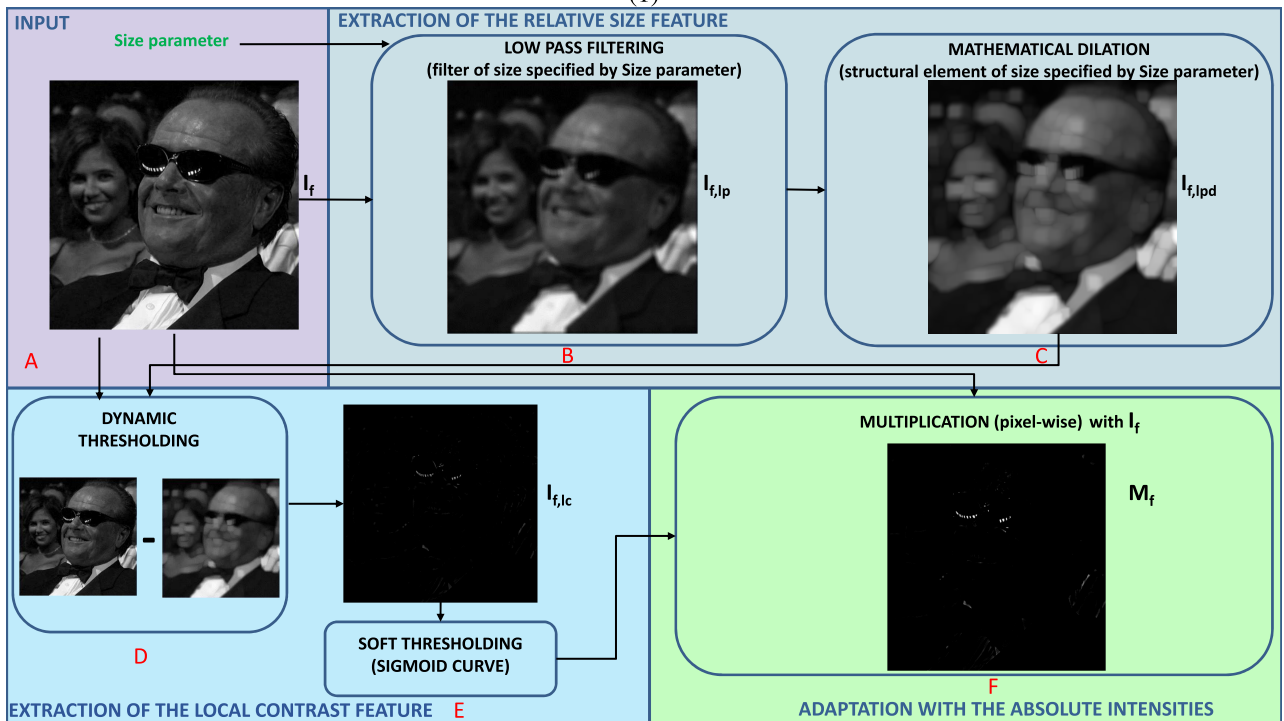 (1)
INPUT
EXTRACTION OF THE RELATIVE SIZE FEATURE
Size parameter
LOW PASS FILTERING
(filter of size specified by Size parameter)
MATHEMATICAL DILATION
(structural element of size specified by Size parameter)
If
If,lp
If,lpd
A
B
C
DYNAMIC
THRESHOLDING
-
If,lc
MULTIPLICATION (pixel-wise) with If
Mf
SOFT THRESHOLDING
(SIGMOID CURVE)
D
F
EXTRACTION OF THE LOCAL CONTRAST FEATURE E
ADAPTATION WITH THE ABSOLUTE INTENSITIES